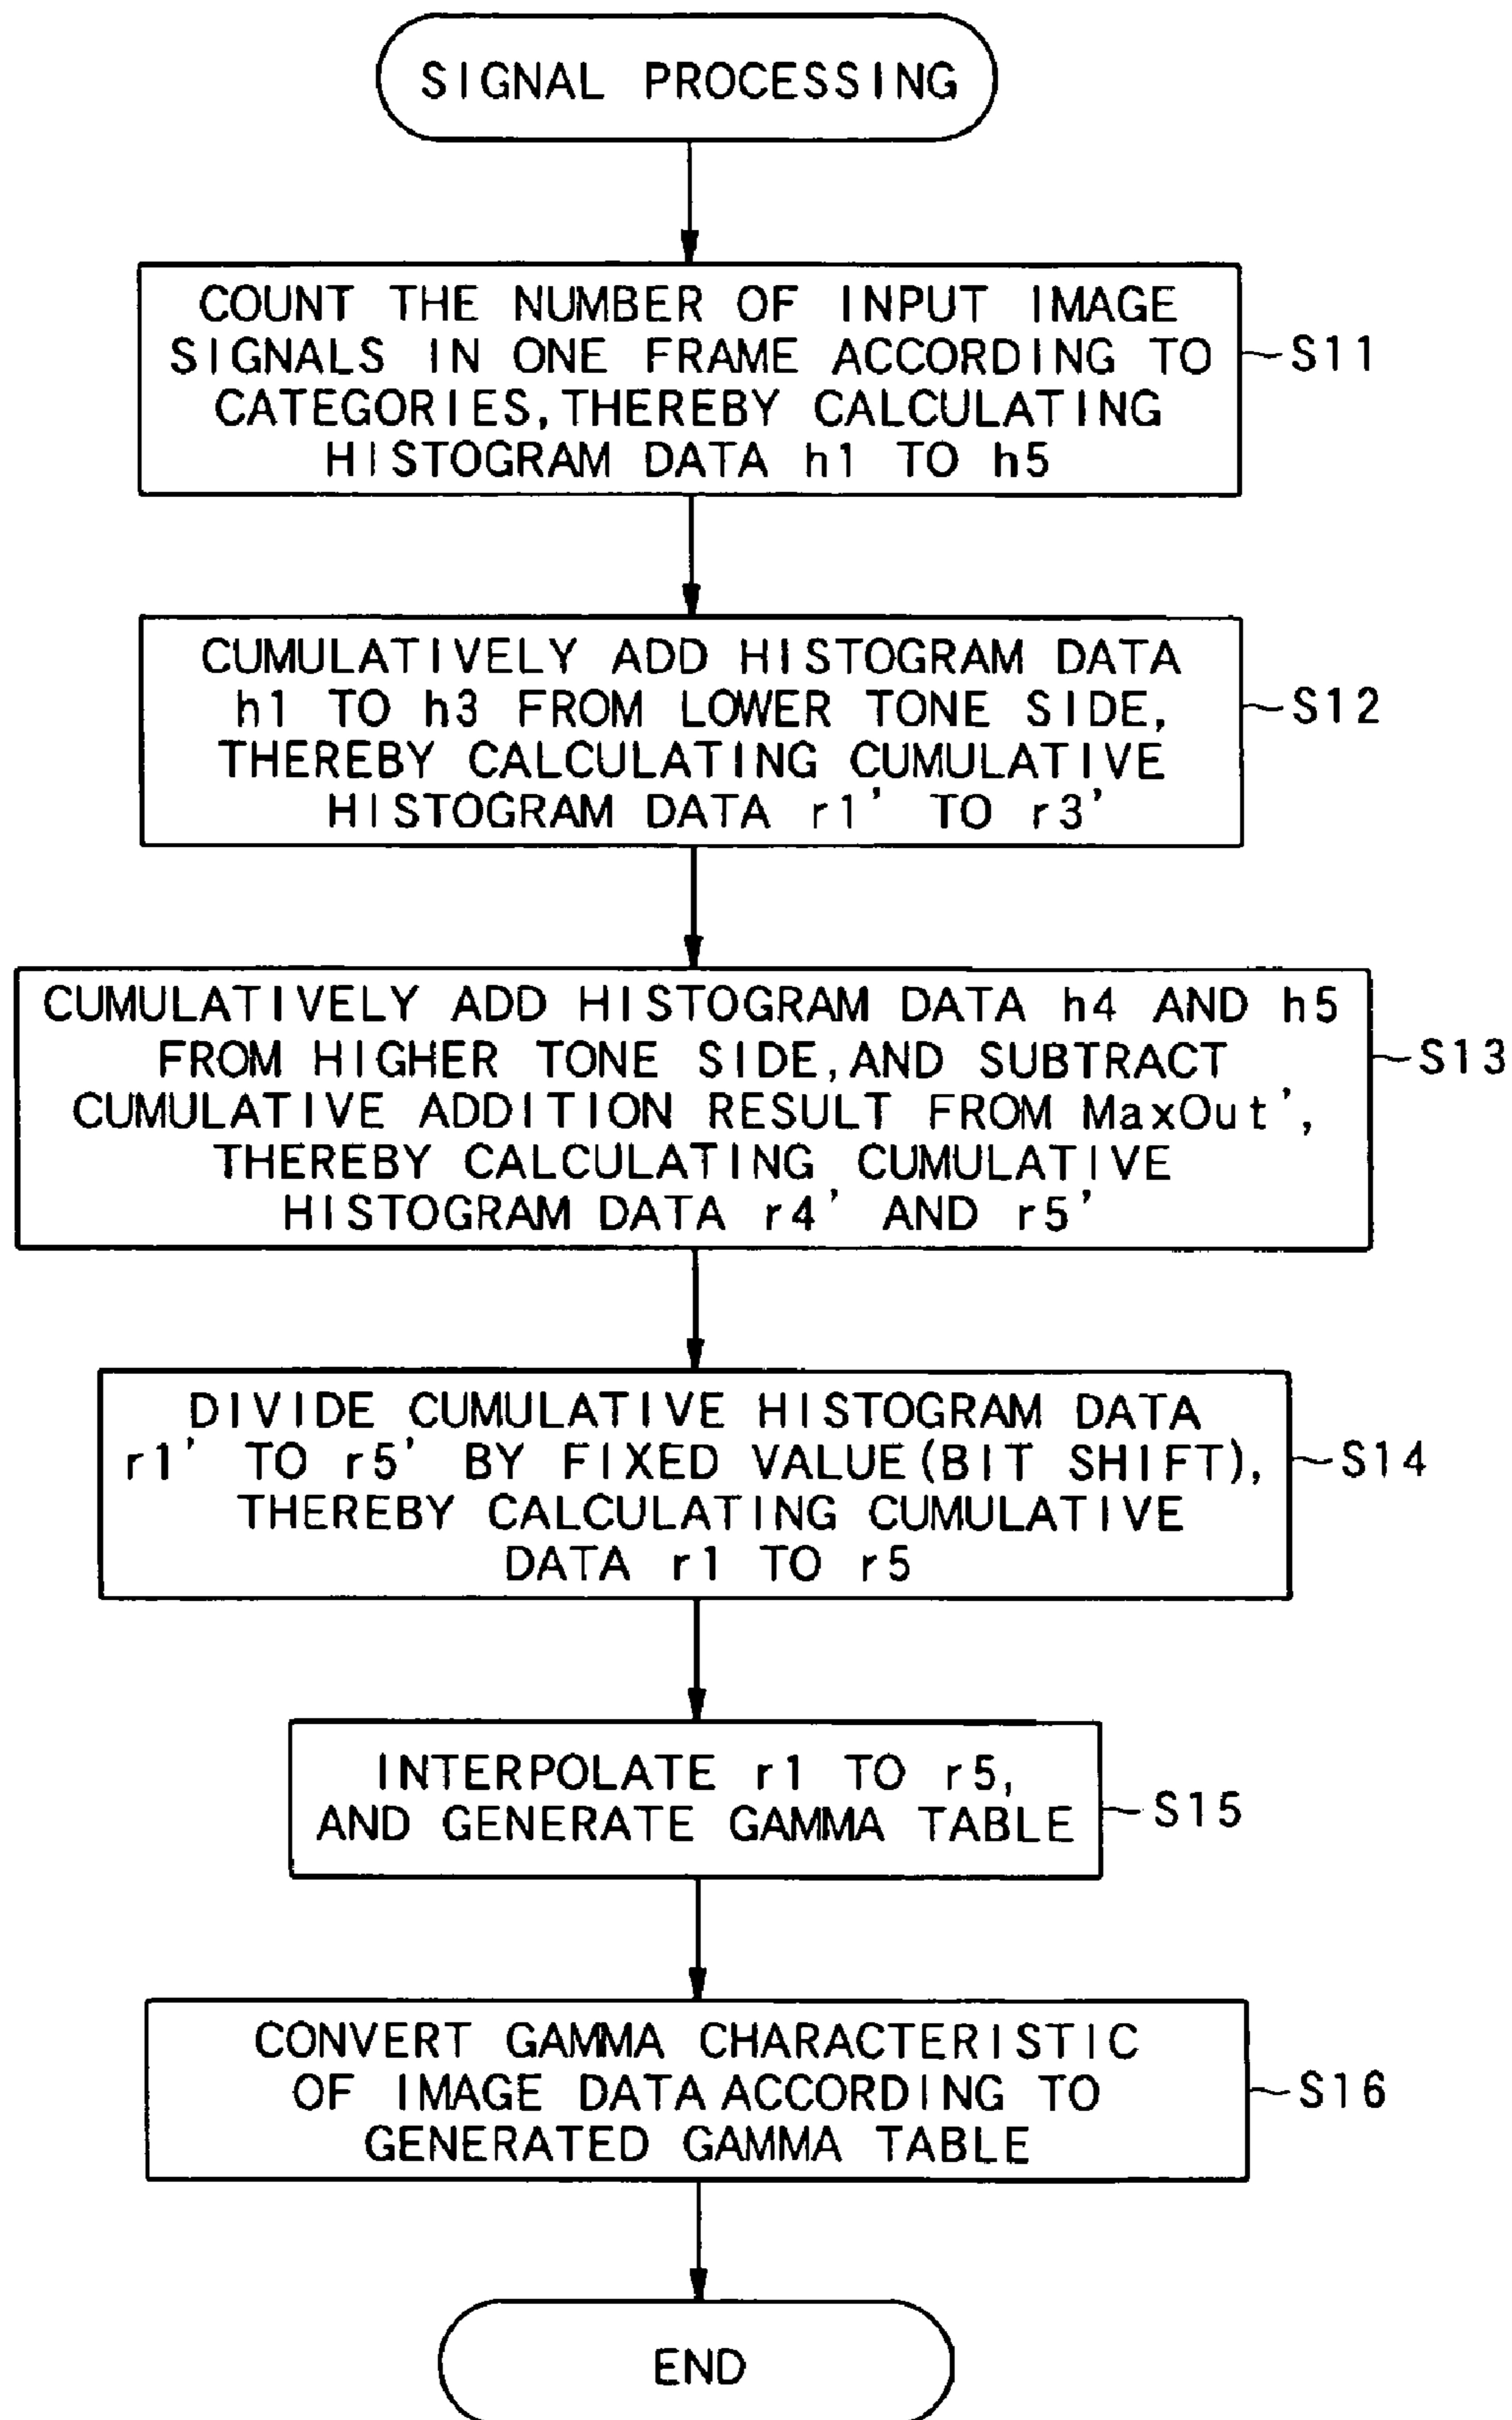 SIGNAL PROCESSING
COUNT THE NUMBER OF INPUT IMAGE
SIGNALS IN ONE FRAME ACCORDING TO
CATEGORIES, THEREBY CALCULATING
HISTOGRAM DATA h1 TO h5
S11
CUMULATIVELY ADD HISTOGRAM DATA
h1 TO h3 FROM LOWER TONE SIDE,
THEREBY CALCULATING CUMULATIVE
HISTOGRAM DATA r1' TO r3'
S12
CUMULATIVELY ADD HISTOGRAM DATA h4 AND h5
FROM HIGHER TONE SIDE, AND SUBTRACT
CUMULATIVE ADDITION RESULT FROM MaxOut',
THEREBY CALCULATING CUMULATIVE
HISTOGRAM DATA r4' AND r5'
S13
DIVIDE CUMULATIVE HISTOGRAM DATA
r1' TO r5' BY FIXED VALUE(BIT SHIFT),
THEREBY CALCULATING CUMULATIVE
DATA r1 TO r5
S14
INTERPOLATE r1 TO r5,
AND GENERATE GAMMA TABLE
S15
CONVERT GAMMA CHARACTERISTIC
OF IMAGE DATA ACCORDING TO
GENERATED GAMMA TABLE
S16
END